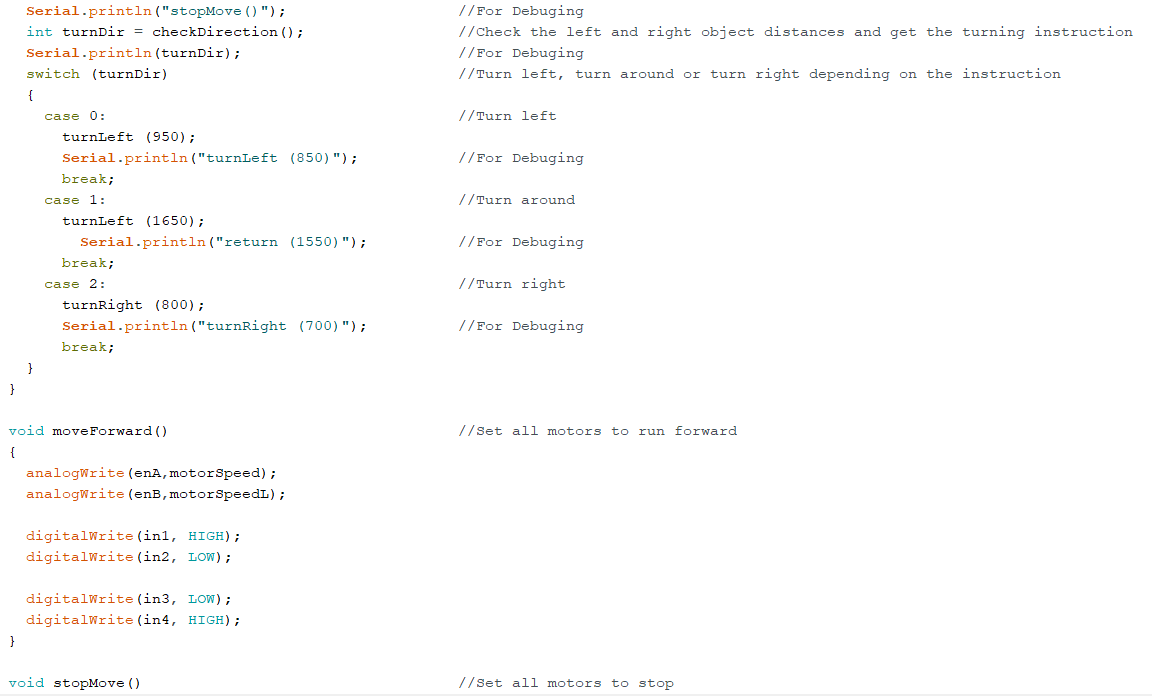 Serial.println("stopMove()"); //For Debuging
int turnDir = checkDirection(); //Check the left and right object distances and get the turning instruction
Serial.println(turnDir); //For Debuging
switch (turnDir) //Turn left, turn around or turn right depending on the instruction
{
case 0: //Turn left
turnLeft (950);
Serial.println("turnLeft (850)"); //For Debuging
break;
case 1: //Turn around
turnLeft (1650);
Serial.println("return (1550)"); //For Debuging
break;
case 2: //Turn right
turnRight (800);
Serial.println("turnRight (700)"); //For Debuging
break;
}
}
void moveForward() //Set all motors to run forward
{
analogWrite(enA,motorSpeed);
analogWrite(enB,motorSpeedL);
digitalWrite(in1, HIGH);
digitalWrite(in2, LOW);
digitalWrite(in3, LOW);
digitalWrite(in4, HIGH);
}
void stopMove() //Set all motors to stop